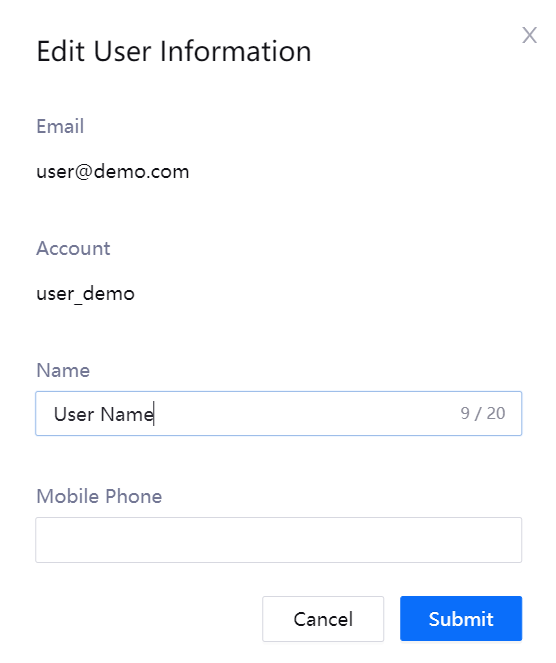 Edit User Information
X
Email
user@demo.com
Account
user_demo
Name
User Name 9 / 20
Mobile Phone
Cancel Submit